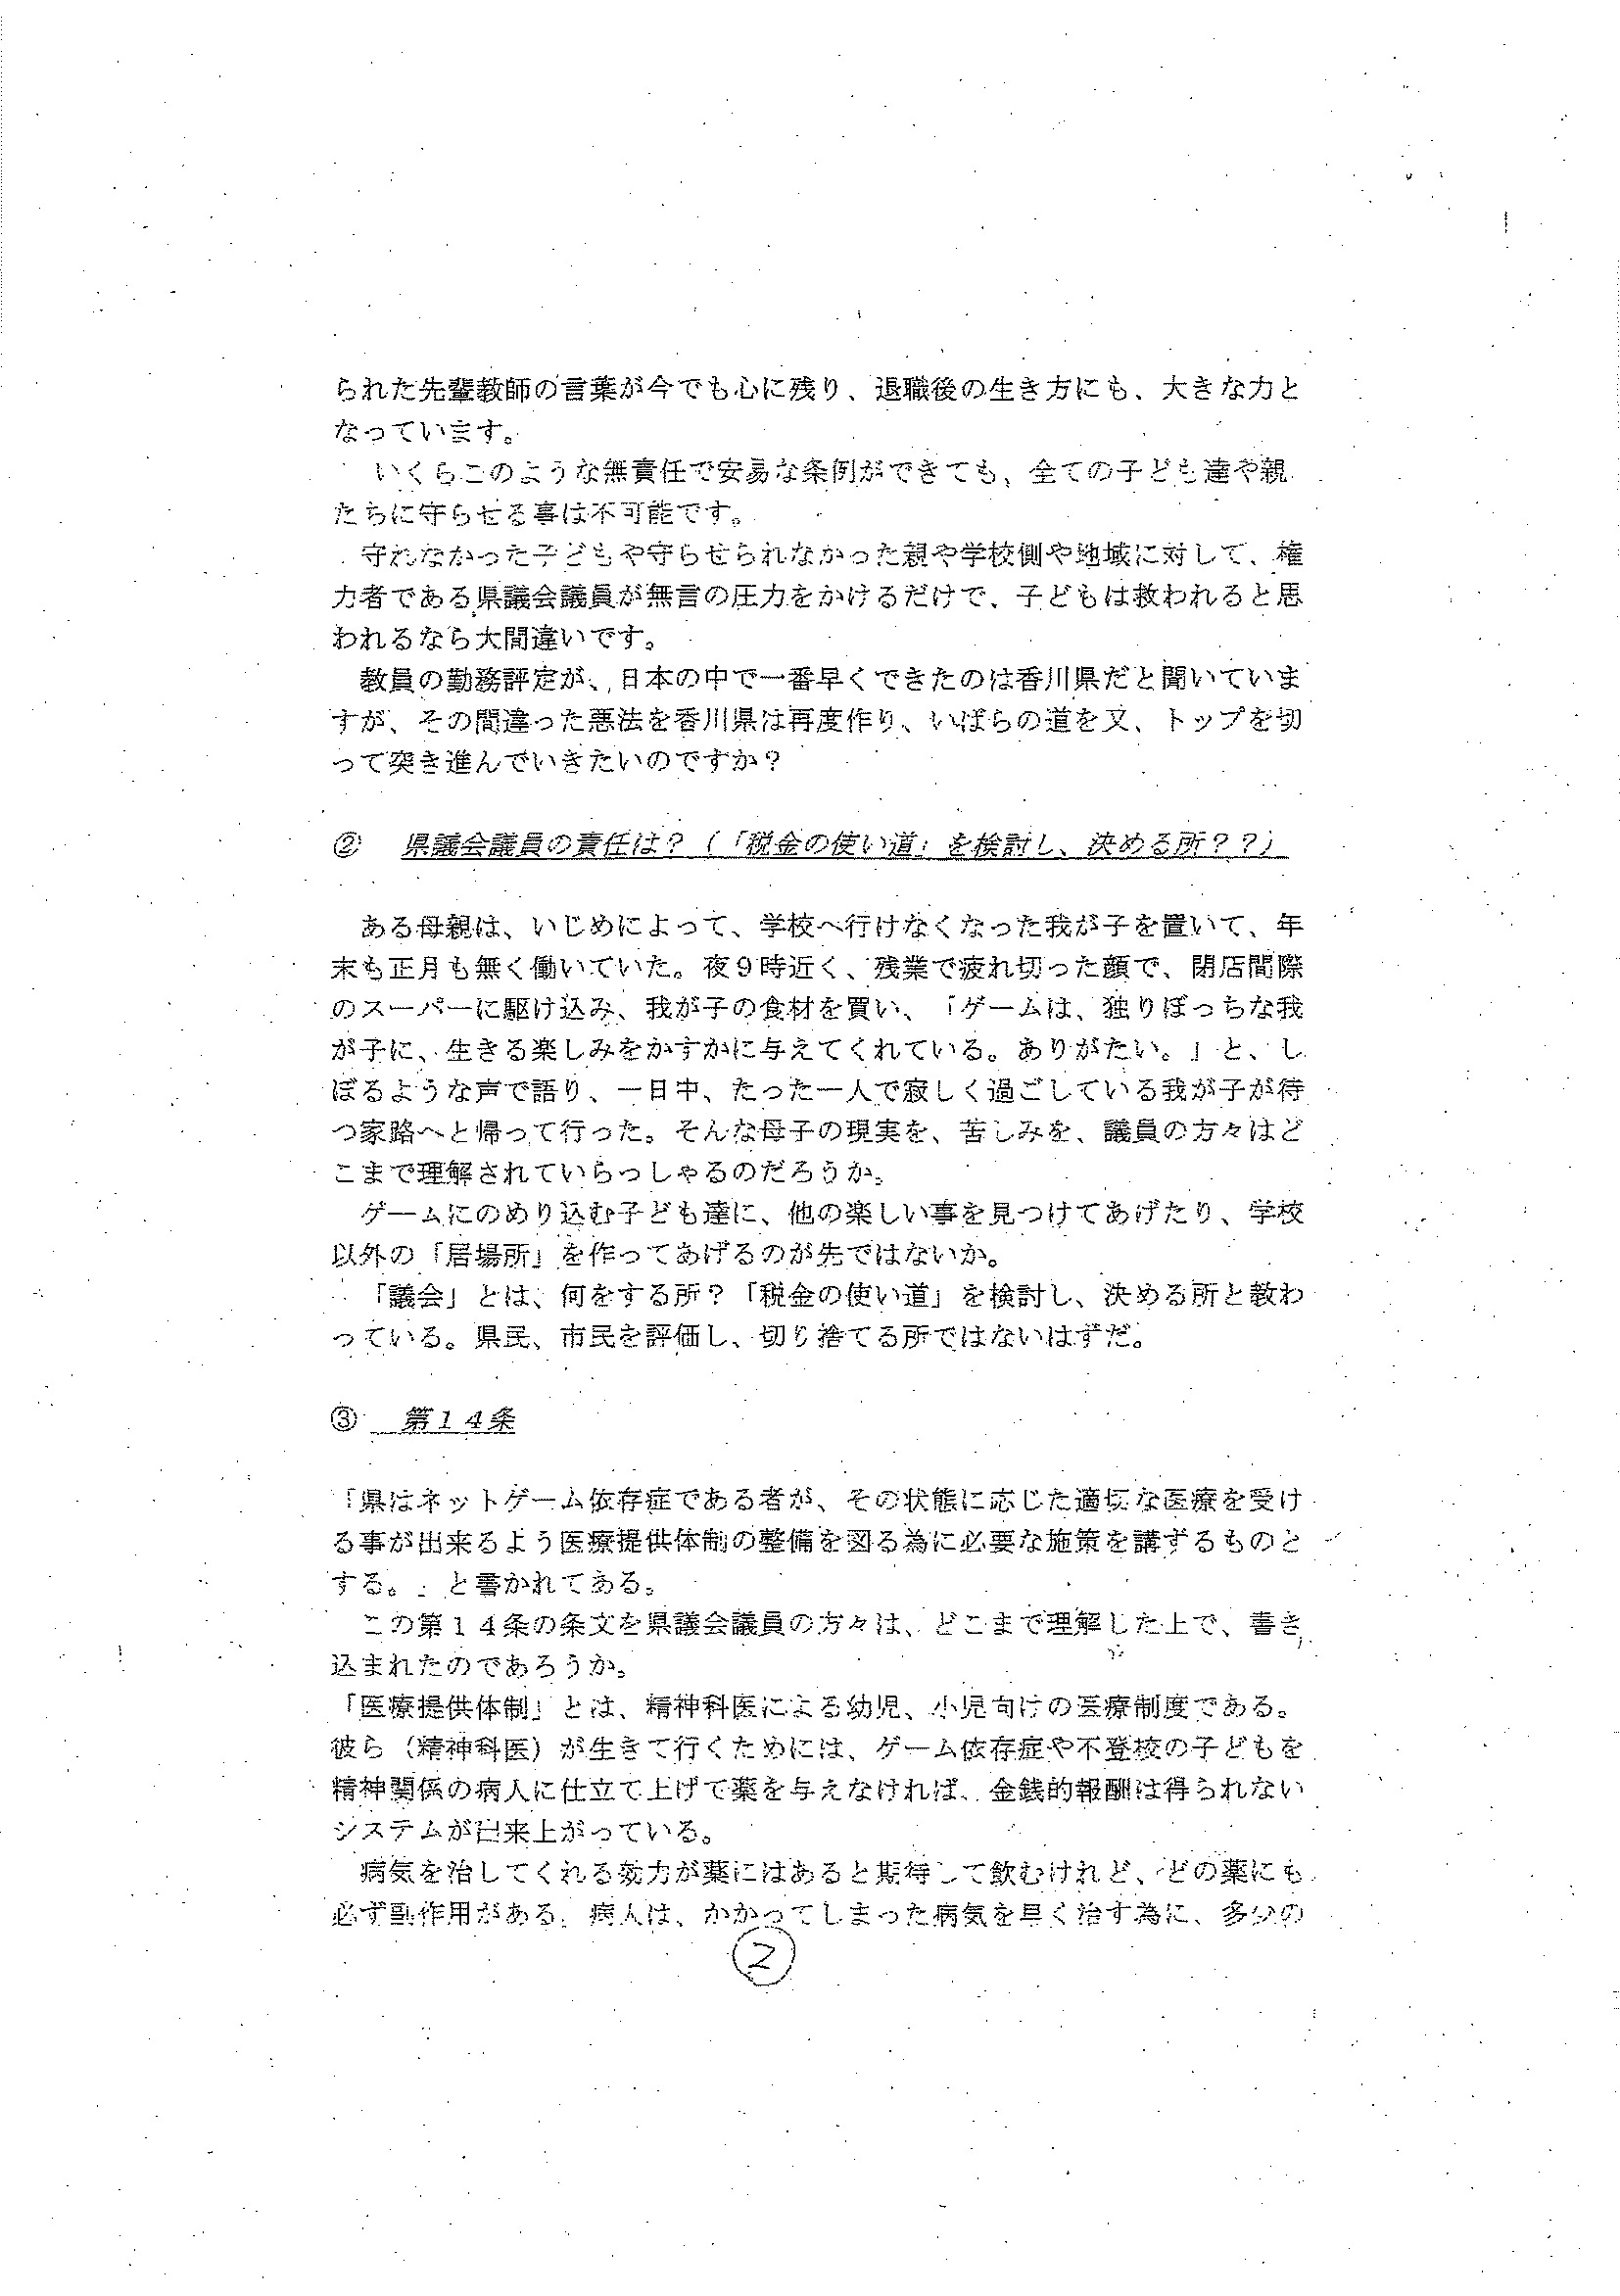 られた先輩教師の言葉が今でも心に残り、退職後の生き方にも、大きな力と
なっています。
いくらこのような無責任で安易な条例ができても、全ての子ども達や親
たちに守らせる事は不可能です。
守れなかった子どもや守らせられなかった親や学校側や地域に対して、権
力者である県議会議員が無言の圧力をかけるだけで、子どもは救われると思
われるなら大間違いです。
教員の勤務評定が、日本の中で一番早くできたのは香川県だと聞いていま
すが、その間違った悪法を香川県は再度作り、いばらの道を又、トップを切
って突き進んでいきたいのですか？
② 県議会議員の責任は？（「税金の使い道」を検討し、決める所？？）
ある母親は、いじめによって、学校へ行けなくなった我が子を置いて、年
末も正月も無く働いていた。夜９時近く、残業で疲れ切った顔で、閉店間際
のスーパーに駆け込み、我が子の食材を買い、「ゲームは、独りぼっちな我
が子に、生きる楽しみをかすかに与えてくれている。ありがたい。」と、し
ぼるような声で語り、一日中、たった一人で寂しく過ごしている我が子が待
つ家路へと帰って行った。そんな母子の現実を、苦しみを、議員の方々はど
こまで理解されていらっしゃるのだろうか。
ゲームにのめり込む子ども達に、他の楽しい事を見つけてあげたり、学校
以外の「居場所」を作ってあげるのが先ではないか。
「議会」とは、何をする所？「税金の使い道」を検討し、決める所と教わ
っている。県民、市民を評価し、切り捨てる所ではないはずだ。
③ 第１４条
「県はネットゲーム依存症である者が、その状態に応じた適切な医療を受け
る事が出来るよう医療提供体制の整備を図る為に必要な施策を講ずるものと
する。」と書かれてある。
この第１４条の条文を県議会議員の方々は、どこまで理解した上で、書き
込まれたのであろうか。
「医療提供体制」とは、精神科医による幼児、小児向けの医療制度である。
彼ら（精神科医）が生きて行くためには、ゲーム依存症や不登校の子どもを
精神関係の病人に仕立て上げて薬を与えなければ、金銭的報酬は得られない
システムが出来上がっている。
病気を治してくれる効力が薬にはあると期待して飲むけれど、どの薬にも
必ず副作用がある。病人は、かかってしまった病気を早く治す為に、多少の
②